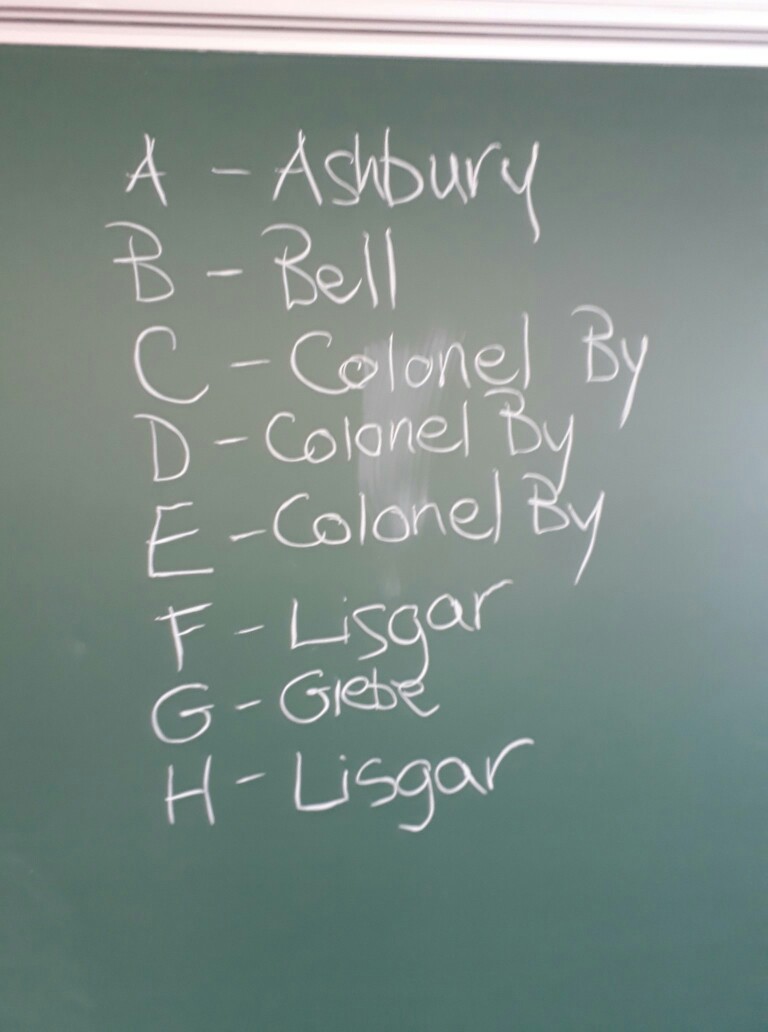 A - Ashbury
B - Bell
C - Colonel By
D - Colonel By
E - Colonel By
F - Lisgar
G - Glebe
H - Lisgar